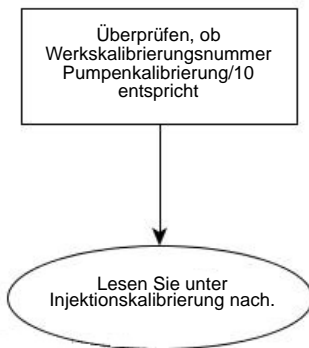 Überprüfen, ob
Werkskalibrierungsnummer
Pumpenkalibrierung/10
entspricht
Lesen Sie unter
Injektionskalibrierung nach.